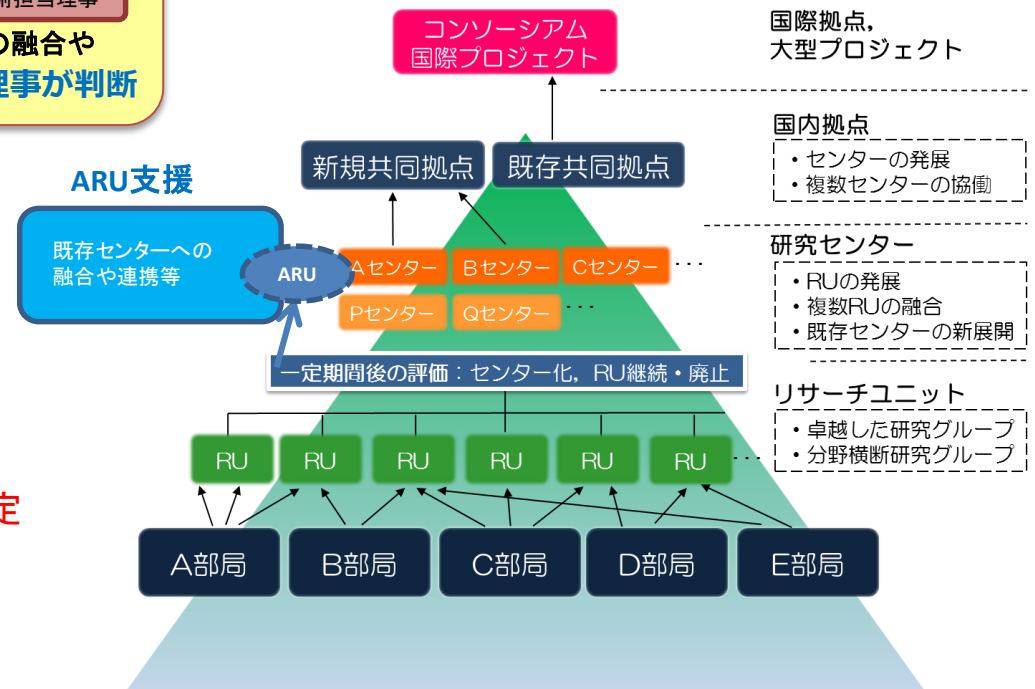 担当理事
の融合や
理事が判断
コンソーシアム
国際プロジェクト
国際拠点,
大型プロジェクト
新規共同拠点
既存共同拠点
国内拠点
・センターの発展
・複数センターの協働
ARU支援
既存センターへの
融合や連携等
ARU
Aセンター
Bセンター
Cセンター
・・・
Pセンター
Qセンター
・・・
研究センター
・RUの発展
・複数RUの融合
・既存センターの新展開
一定期間後の評価：センター化，RU継続・廃止
リサーチユニット
・卓越した研究グループ
・分野横断研究グループ
RU
RU
RU
RU
RU
RU
・・・
定
A部局
B部局
C部局
D部局
E部局